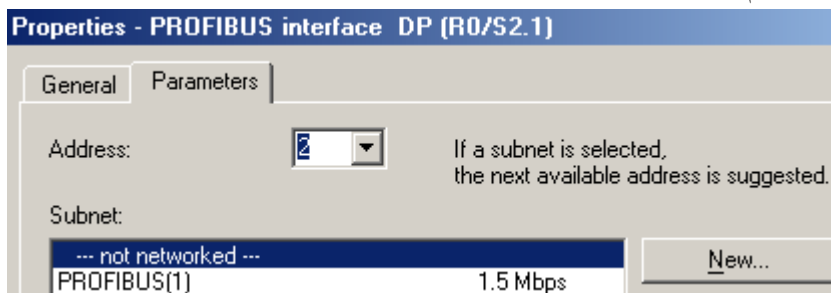 Properties - PROFIBUS interface DP (R0/S2.1)
General Parameters
Address: 2 If a subnet is selected,
the next available address is suggested.
Subnet:
--- not networked --- New...
PROFIBUS(1) 1.5 Mbps